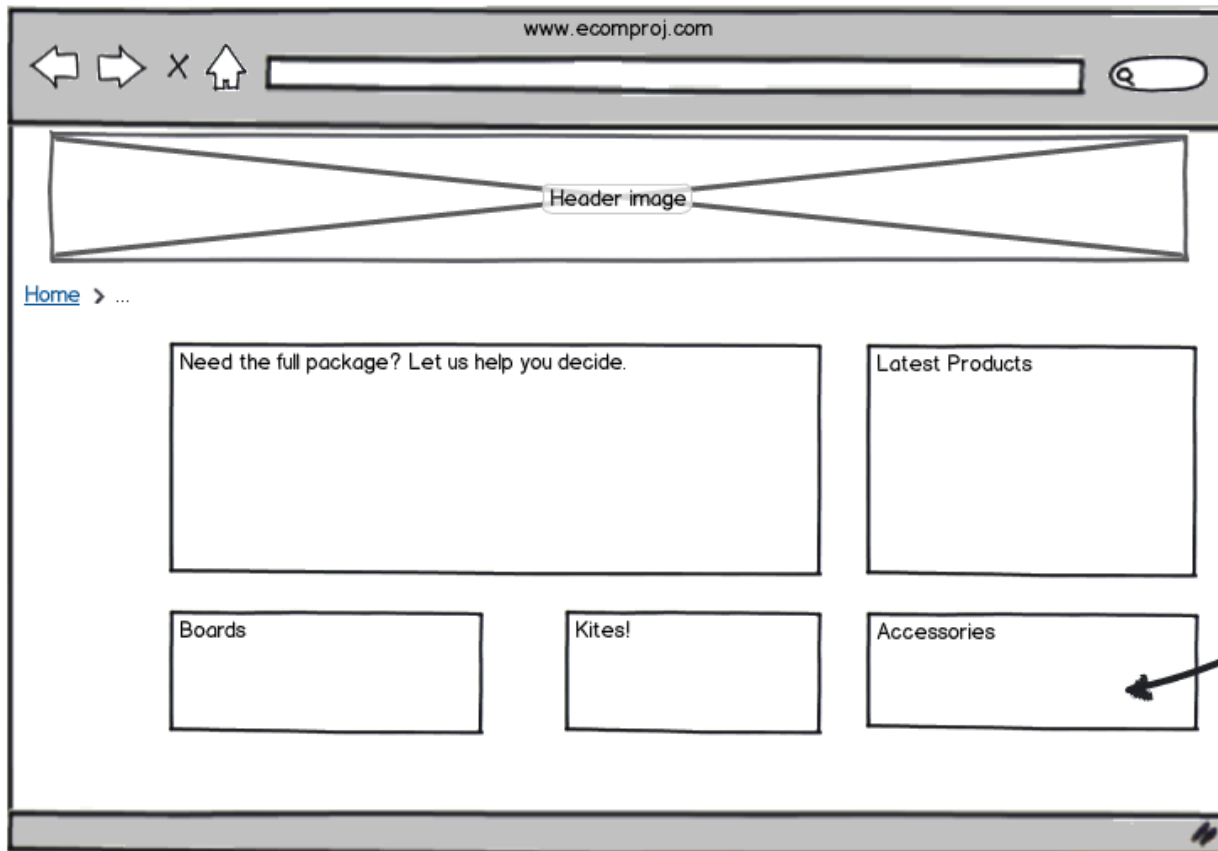 www.ecomproj.com
Header image
Home > ...
Need the full package? Let us help you decide.
Latest Products
Boards
Kites!
Accessories